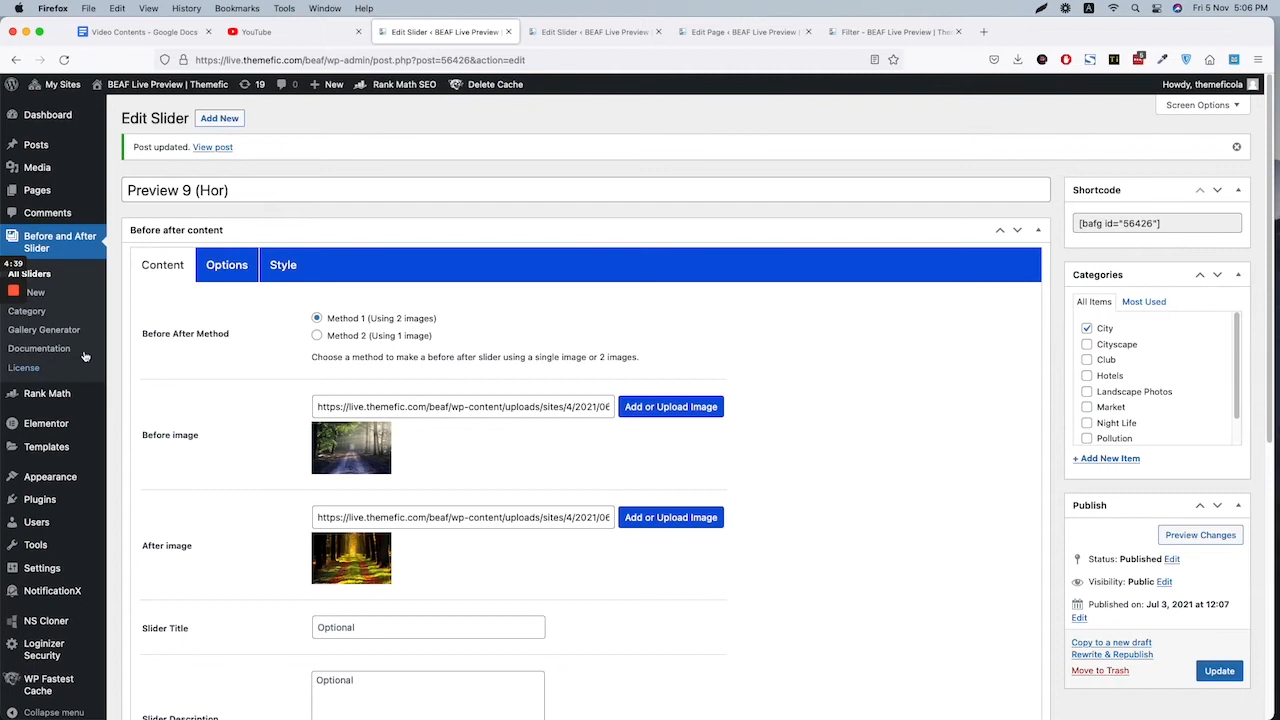 Firefox File Edit View History Bookmarks Tools Window Help
Fri 5 Nov 5:06 PM
Video Contents - Google Docs
YouTube
Edit Slider ‹ BEAF Live Preview
Edit Slider ‹ BEAF Live Preview
Edit Page ‹ BEAF Live Preview
Filter - BEAF Live Preview | The
https://live.themefic.com/beaf/wp-admin/post.php?post=56426&action=edit
My Sites
BEAF Live Preview | Themefic
19
0
New
Rank Math SEO
Delete Cache
Howdy, themeficola
Dashboard
Posts
Media
Pages
Comments
Before and After
Slider
4:39
All Sliders
New
Category
Gallery Generator
Documentation
License
Rank Math
Elementor
Templates
Appearance
Plugins
Users
Tools
Settings
NotificationX
NS Cloner
Loginizer
Security
WP Fastest
Cache
Collapse menu
Screen Options
Edit Slider
Add New
Post updated. View post
Preview 9 (Hor)
Before after content
Content
Options
Style
Before After Method
Method 1 (Using 2 images)
Method 2 (Using 1 image)
Choose a method to make a before after slider using a single image or 2 images.
Before image
https://live.themefic.com/beaf/wp-content/uploads/sites/4/2021/06
Add or Upload Image
After image
https://live.themefic.com/beaf/wp-content/uploads/sites/4/2021/06
Add or Upload Image
Slider Title
Optional
Slider Description
Optional
Shortcode
[bafg id="56426"]
Categories
All Items
Most Used
City
Cityscape
Club
Hotels
Landscape Photos
Market
Night Life
Pollution
+ Add New Item
Publish
Preview Changes
Status: Published Edit
Visibility: Public Edit
Published on: Jul 3, 2021 at 12:07
Edit
Copy to a new draft
Rewrite & Republish
Move to Trash
Update